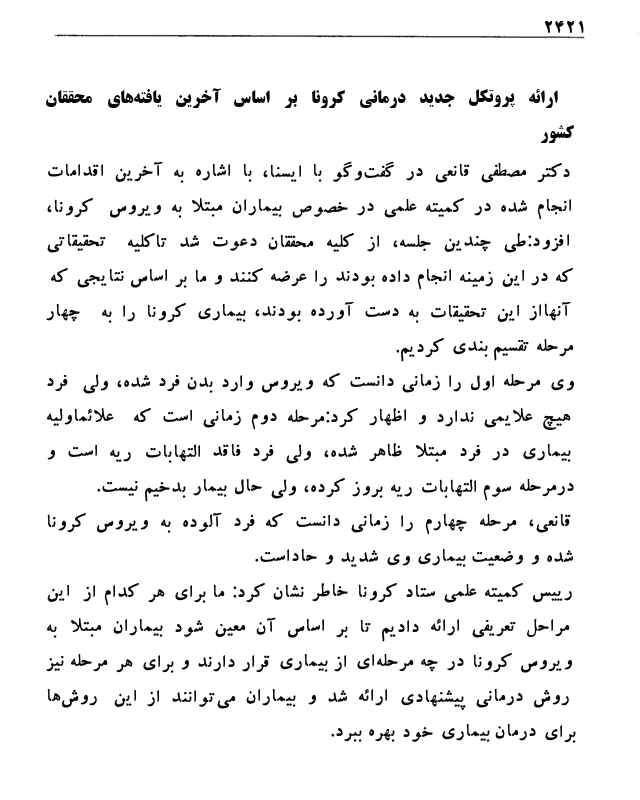 ۲۴۲۱
ارائه پروتکل جدید درمانی کرونا بر اساس آخرین یافته‌های محققان
کشور
دکتر مصطفی قانعی در گفت‌وگو با ایسنا، با اشاره به آخرین اقدامات
انجام شده در کمیته علمی در خصوص بیماران مبتلا به ویروس کرونا،
افزود:طی چندین جلسه، از کلیه محققان دعوت شد تاکلیه تحقیقاتی
که در این زمینه انجام داده بودند را عرضه کنند و ما بر اساس نتایجی که
آنهااز این تحقیقات به دست آورده بودند، بیماری کرونا را به چهار
مرحله تقسیم بندی کردیم.
وی مرحله اول را زمانی دانست که ویروس وارد بدن فرد شده، ولی فرد
هیچ علایمی ندارد و اظهار کرد:مرحله دوم زمانی است که علائماولیه
بیماری در فرد مبتلا ظاهر شده، ولی فرد فاقد التهابات ریه است و
درمرحله سوم التهابات ریه بروز کرده، ولی حال بیمار بدخیم نیست.
قانعی، مرحله چهارم را زمانی دانست که فرد آلوده به ویروس کرونا
شده و وضعیت بیماری وی شدید و حاداست.
رییس کمیته علمی ستاد کرونا خاطر نشان کرد: ما برای هر کدام از این
مراحل تعریفی ارائه دادیم تا بر اساس آن معین شود بیماران مبتلا به
ویروس کرونا در چه مرحله‌ای از بیماری قرار دارند و برای هر مرحله نیز
روش درمانی پیشنهادی ارائه شد و بیماران می‌توانند از این روش‌ها
برای درمان بیماری خود بهره ببرد.